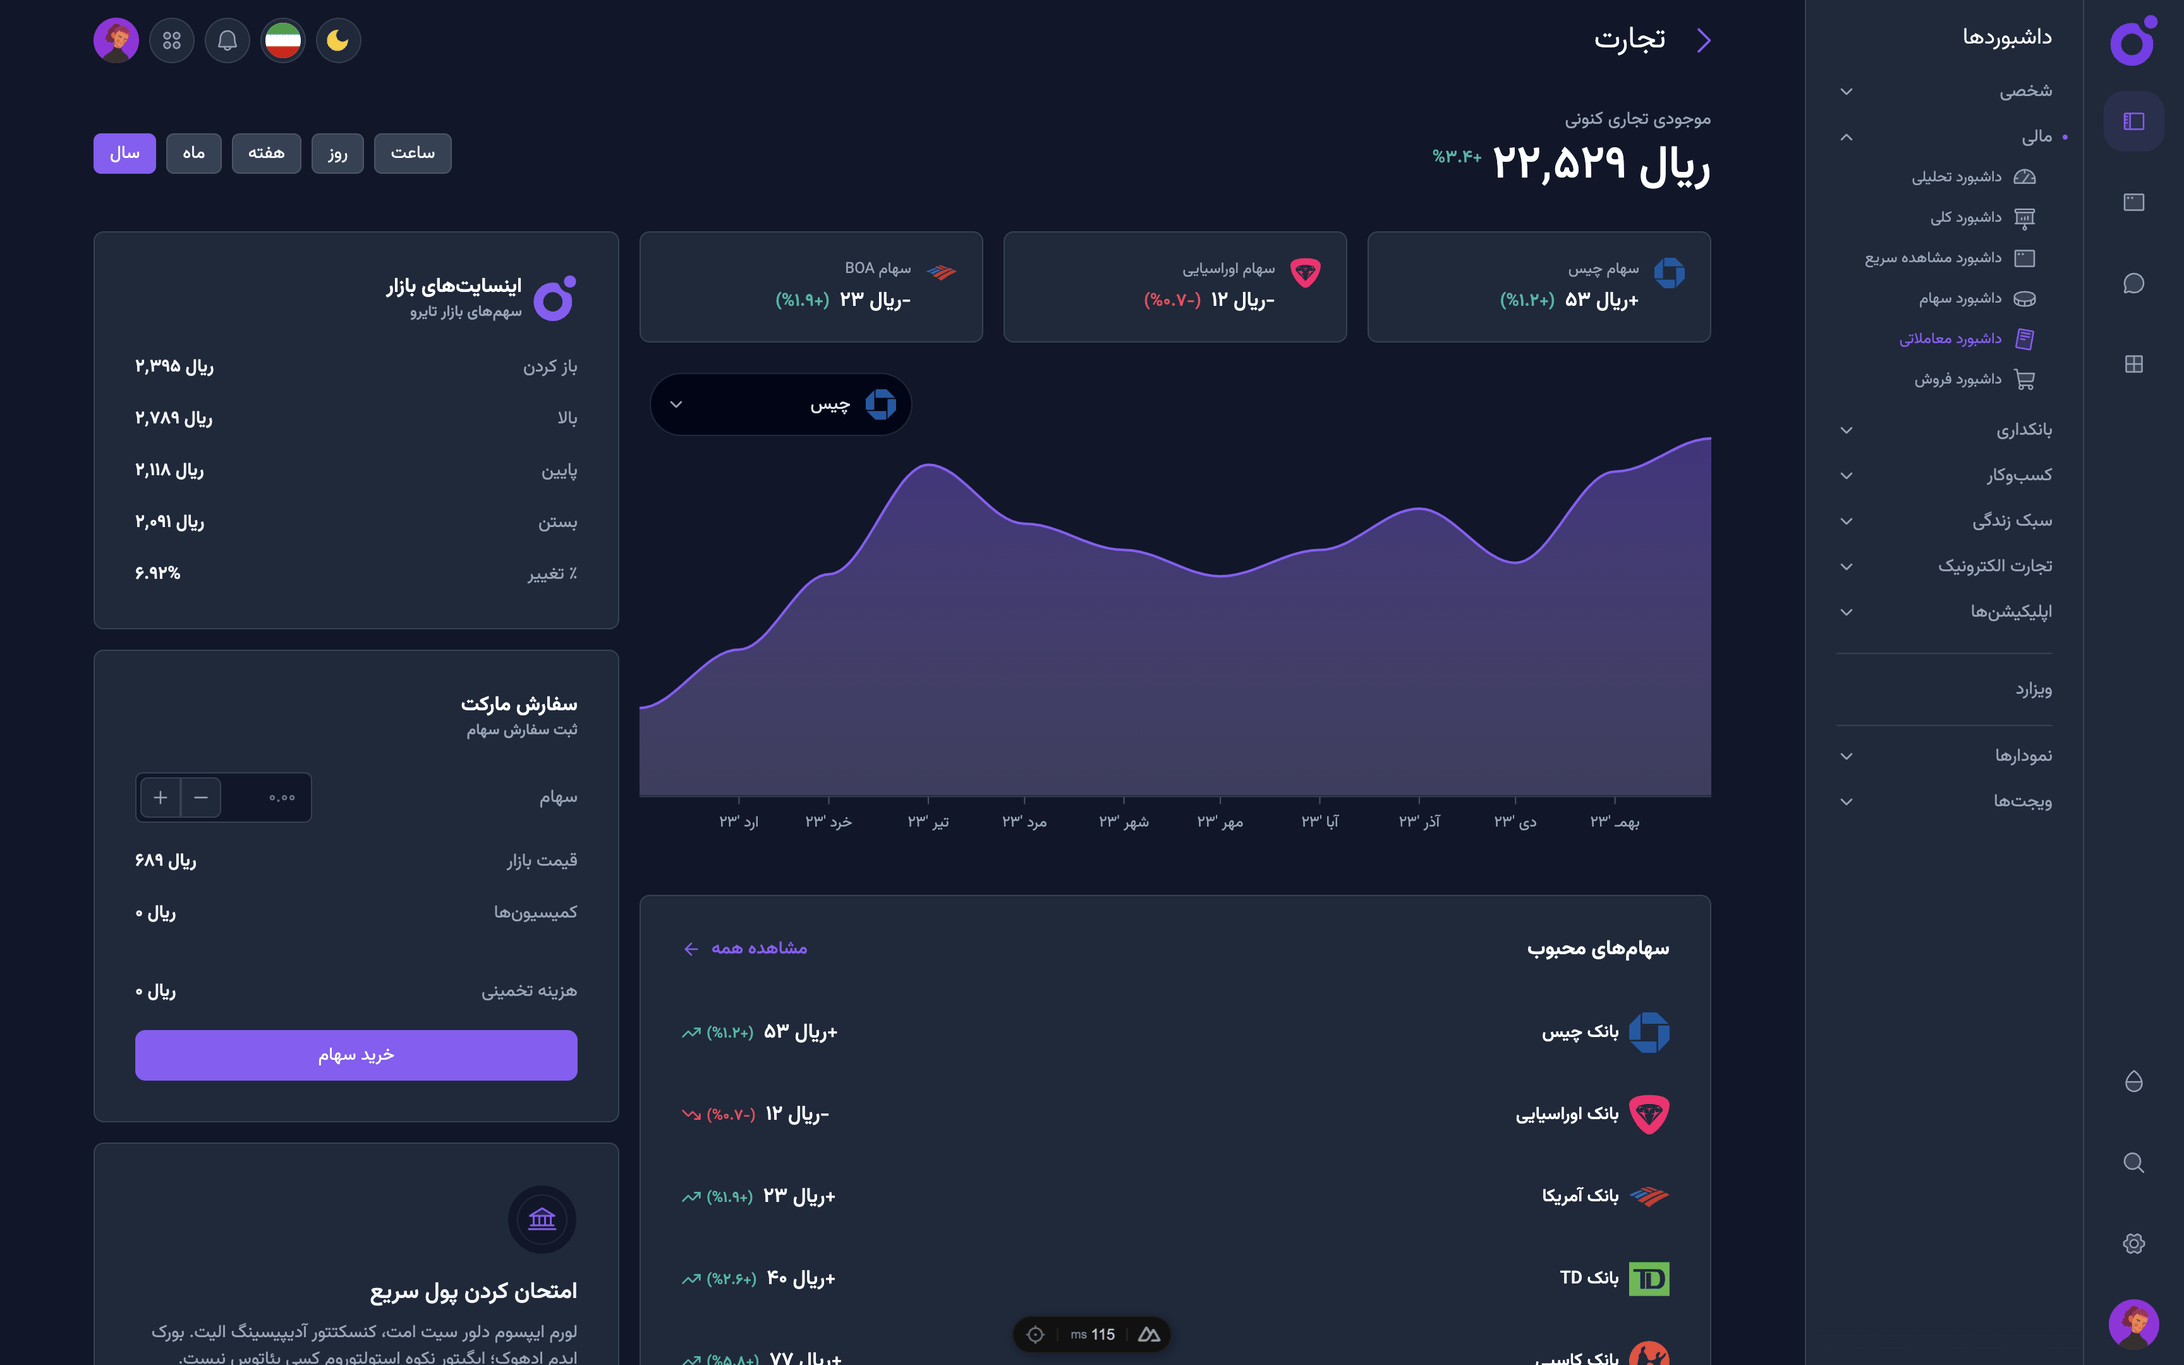 داشبوردها
شخصی
مالی
داشبورد تحلیلی
داشبورد کلی
داشبورد مشاهده سریع
داشبورد سهام
داشبورد معاملاتی
داشبورد فروش
بانکداری
کسب‌وکار
سبک زندگی
تجارت الکترونیک
اپلیکیشن‌ها
ویزارد
نمودارها
ویجت‌ها
تجارت
موجودی تجاری کنونی
ریال ۲۲,۵۲۹ +۳.۴%
ساعت
روز
هفته
ماه
سال
سهام چیس
+ریال ۵۳ (+۱.۲%)
سهام اوراسیایی
-ریال ۱۲ (-۰.۷%)
سهام BOA
-ریال ۲۳ (+۱.۹%)
چیس
بهمـ '۲۳
دی '۲۳
آذر '۲۳
آبا '۲۳
مهر '۲۳
شهر '۲۳
مرد '۲۳
تیر '۲۳
خرد '۲۳
ارد '۲۳
سهام‌های محبوب
مشاهده همه
بانک چیس
+ریال ۵۳ (+۱.۲%)
بانک اوراسیایی
-ریال ۱۲ (-۰.۷%)
بانک آمریکا
+ریال ۲۳ (+۱.۹%)
بانک TD
+ریال ۴۰ (+۲.۶%)
TD
بانک کاسپی
+ریال ۷۷ (+۵.۸%)
اینسایت‌های بازار
سهم‌های بازار تایرو
باز کردن
ریال ۲,۳۹۵
بالا
ریال ۲,۷۸۹
پایین
ریال ۲,۱۱۸
بستن
ریال ۲,۰۹۱
٪ تغییر
۶.۹۲%
سفارش مارکت
ثبت سفارش سهام
سهام
۰.۰۰
قیمت بازار
ریال ۶۸۹
کمیسیون‌ها
ریال ۰
هزینه تخمینی
ریال ۰
خرید سهام
امتحان کردن پول سریع
لورم ایپسوم دلور سیت امت، کنسکتتور آدیپیسینگ الیت. بورک
115 ms